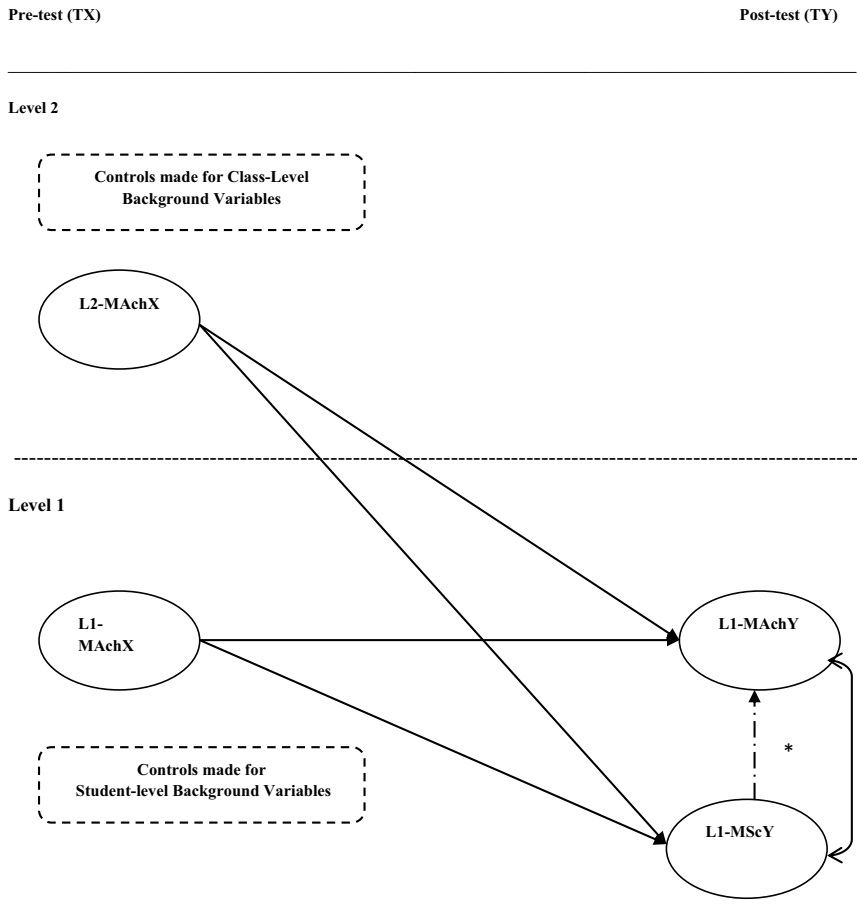 Pre-test (TX)
Post-test (TY)
Level 2
Controls made for Class-Level
Background Variables
L2-MAchX
Level 1
L1-
MAchX
L1-MAchY
*
Controls made for
Student-level Background Variables
L1-MScY